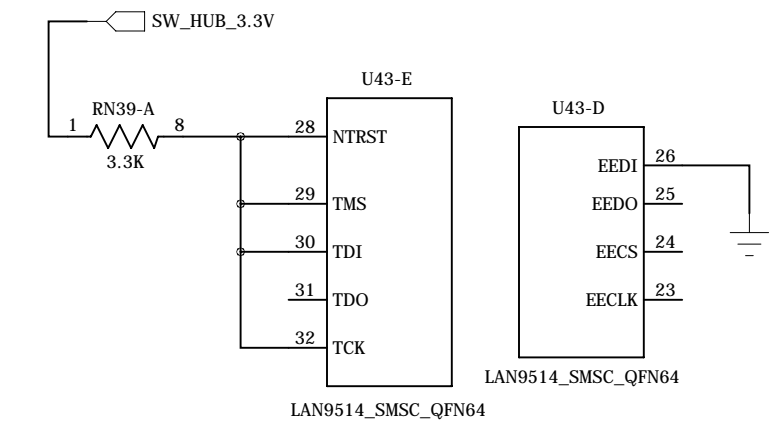 SW_HUB_3.3V
RN39-A
1
8
3.3K
U43-E
28
NTRST
29
TMS
30
TDI
31
TDO
32
TCK
LAN9514_SMSC_QFN64
U43-D
EEDI
26
EEDO
25
EECS
24
EECLK
23
LAN9514_SMSC_QFN64